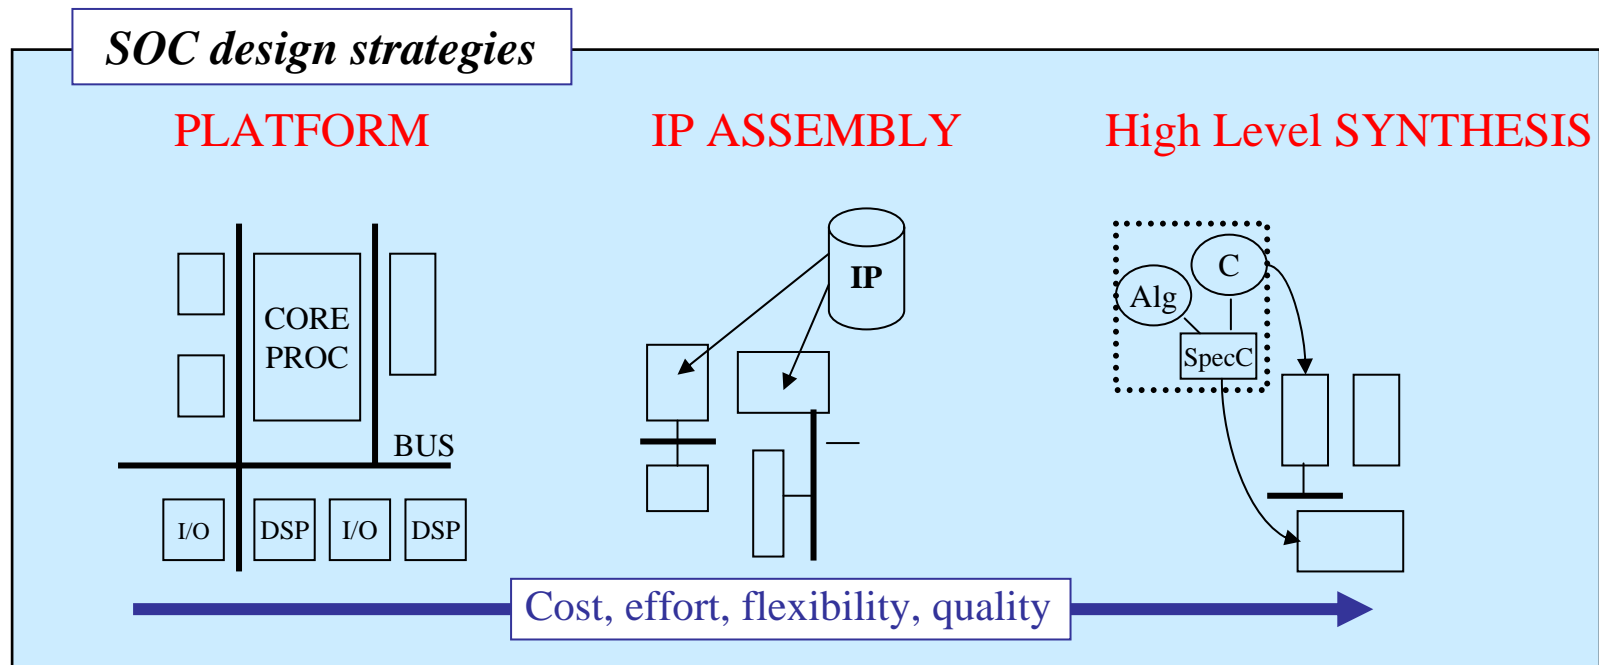 SOC design strategies
PLATFORM
IP ASSEMBLY
High Level SYNTHESIS
CORE
PROC
BUS
I/O
DSP
I/O
DSP
IP
C
Alg
SpecC
Cost, effort, flexibility, quality